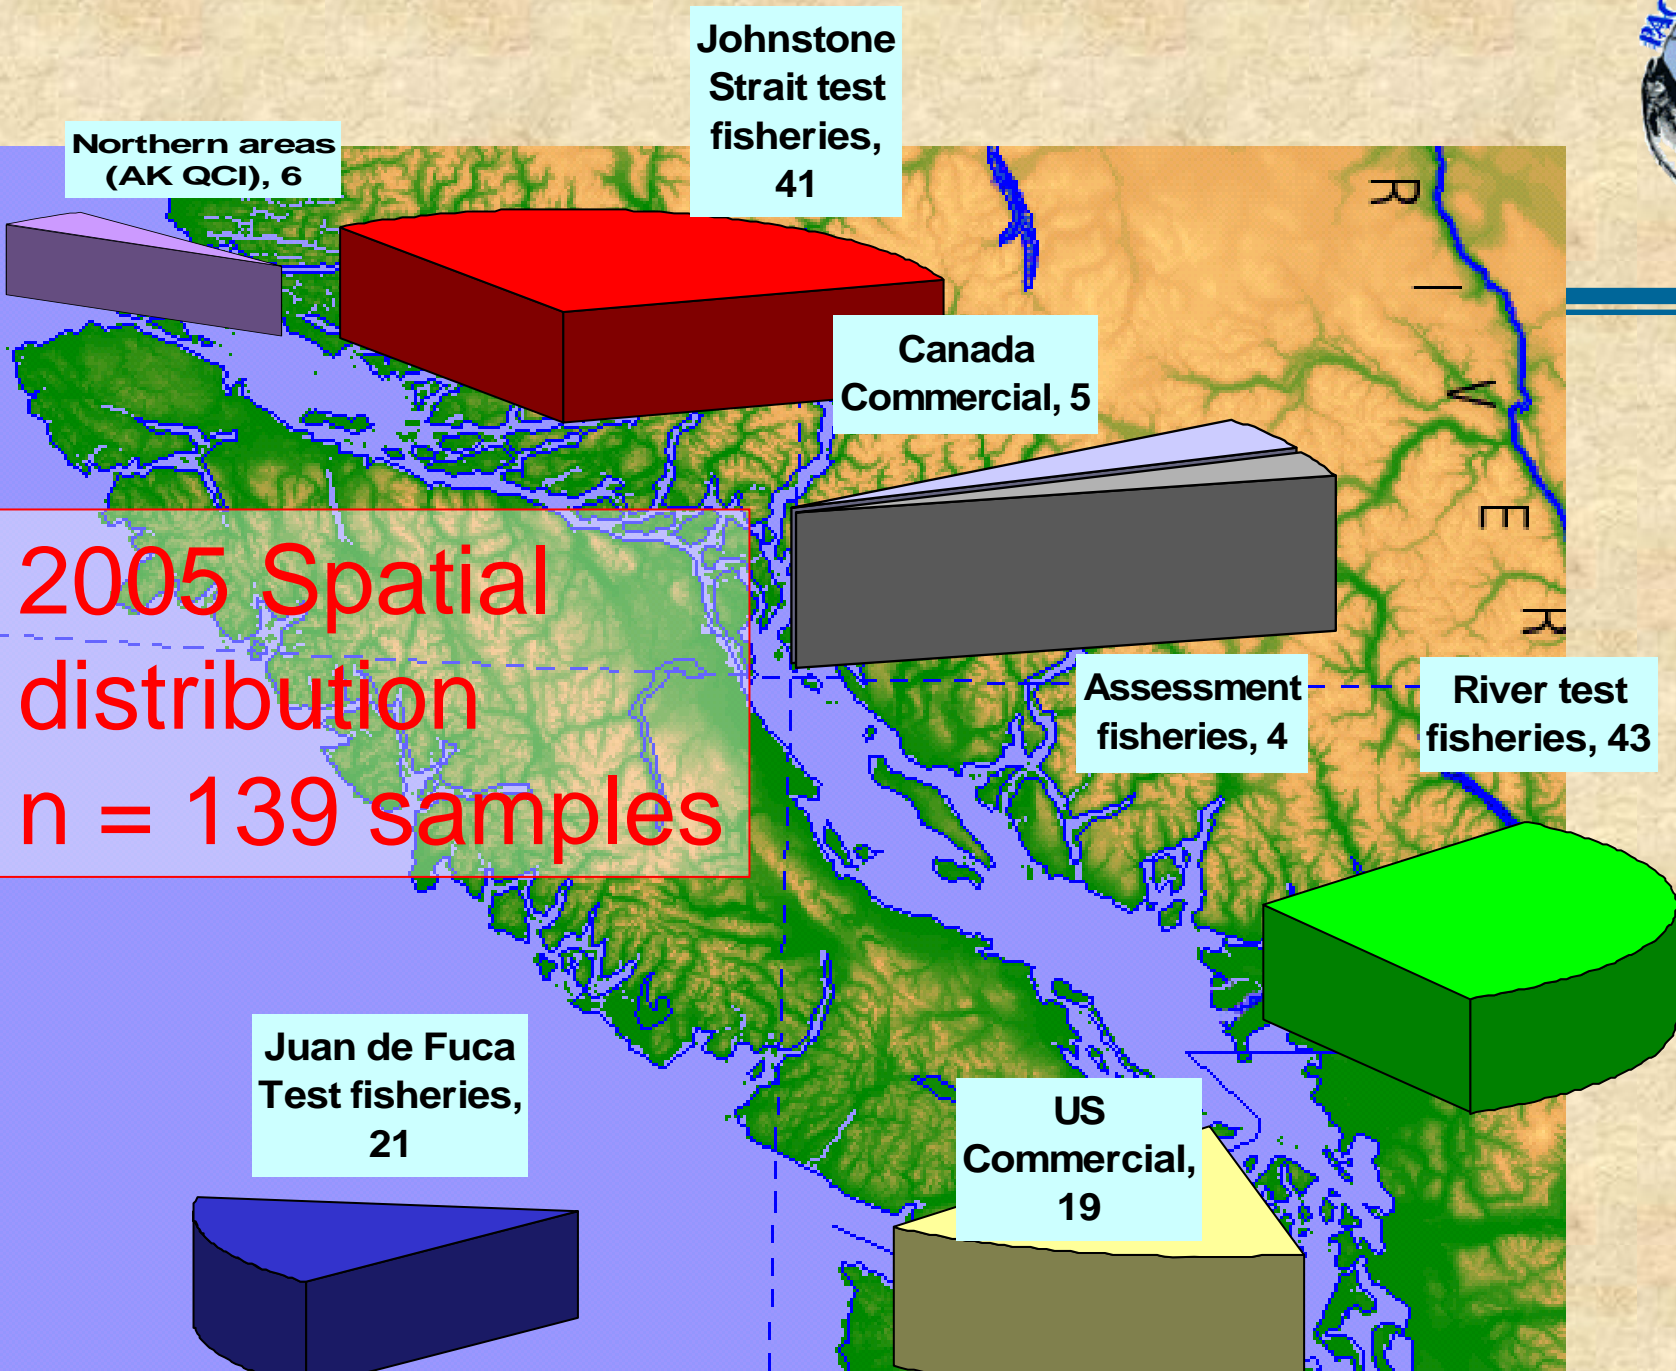 Johnstone
Strait test
fisheries,
41
Northern areas
(AK QCI), 6
Canada
Commercial, 5
2005 Spatial
distribution
n = 139 samples
Assessment
fisheries, 4
River test
fisheries, 43
Juan de Fuca
Test fisheries,
21
US
Commercial,
19
R I V E R